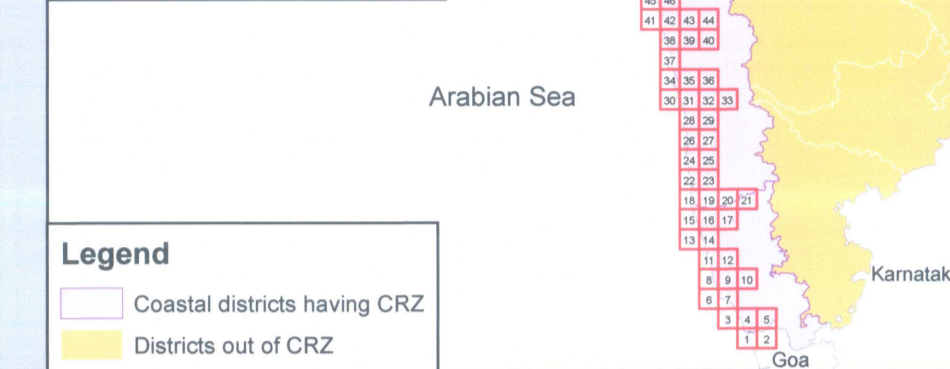 45 46
41 42 43 44
38 39 40
37
34 35 36
30 31 32 33
Arabian Sea
28 29
26 27
24 25
22 23
18 19 20 21
15 16 17
13 14
11 12
8 9 10
Karnatak
6 7
3 4 5
1 2
Goa
Legend
Coastal districts having CRZ
Districts out of CRZ